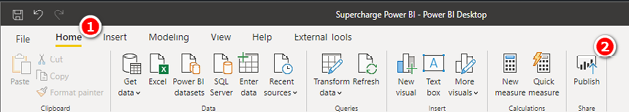 Supercharge Power BI - Power BI Desktop
File Home Insert Modeling View Help External Tools
1
2
Paste
Cut
Copy
Format painter
Get data
Excel
Power BI datasets
SQL Server
Enter data
Recent sources
Transform data
Refresh
New visual
Text box
More visuals
New measure
Quick measure
Publish
Clipboard
Data
Queries
Insert
Calculations
Share